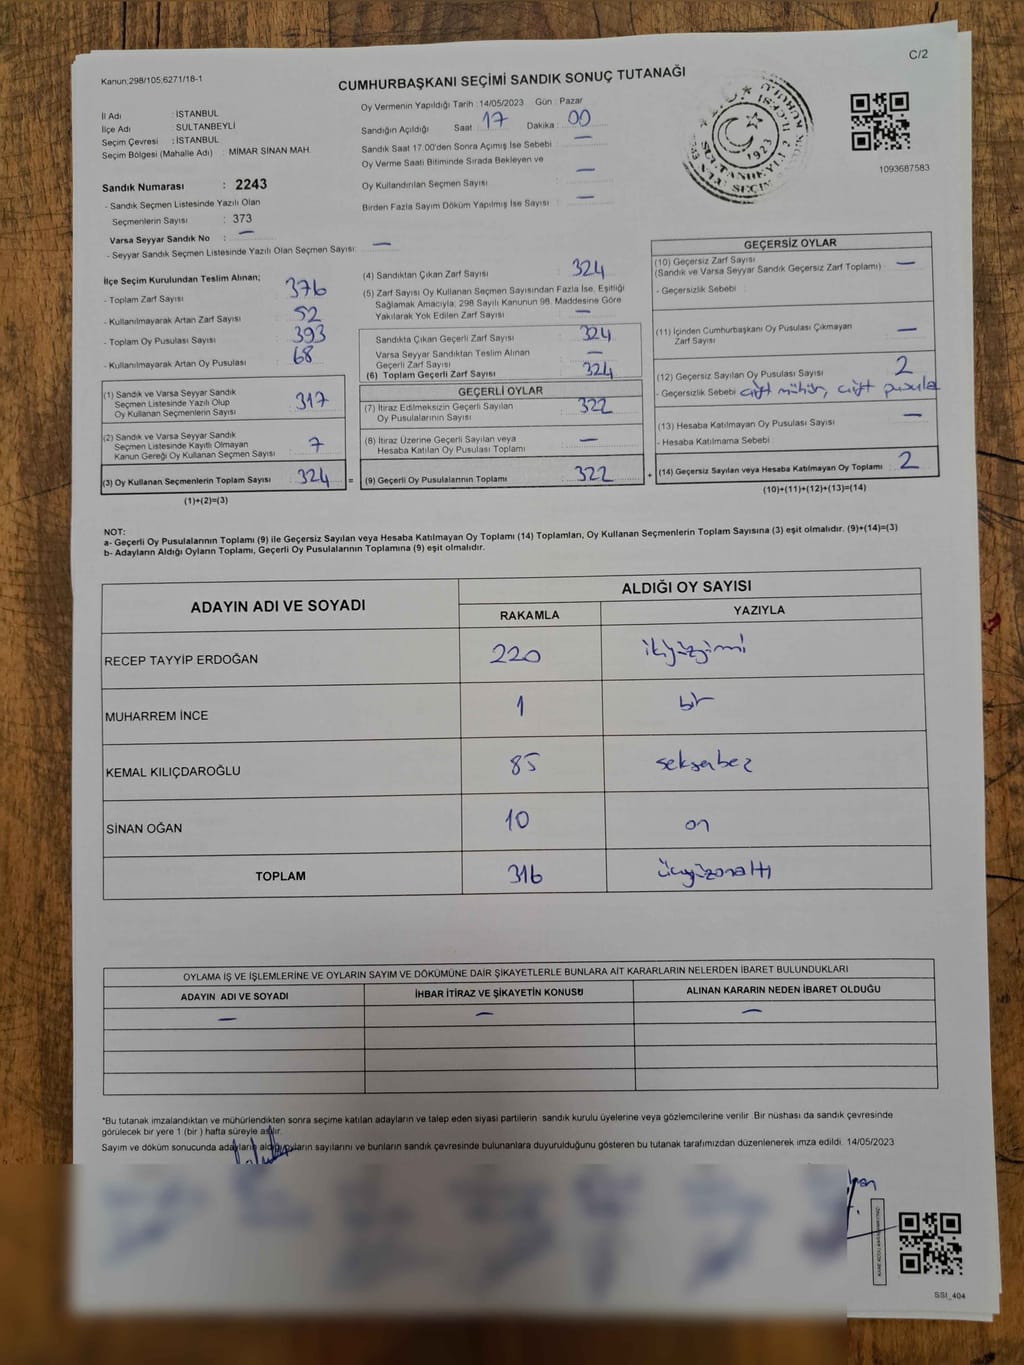 C/2
Kanun:298/105;6271/18-1
CUMHURBAŞKANI SEÇİMİ SANDIK SONUÇ TUTANAĞI
İl Adı : İSTANBUL
İlçe Adı : SULTANBEYLİ
Seçim Çevresi : İSTANBUL
Seçim Bölgesi (Mahalle Adı) : MİMAR SİNAN MAH.
Sandık Numarası : 2243
- Sandık Seçmen Listesinde Yazılı Olan
Seçmenlerin Sayısı : 373
Varsa Seyyar Sandık No : —
- Seyyar Sandık Seçmen Listesinde Yazılı Olan Seçmen Sayısı: —
Oy Vermenin Yapıldığı Tarih : 14/05/2023 Gün : Pazar
Sandığın Açıldığı Saat : 17 Dakika : 00
Sandık Saat 17.00'den Sonra Açımış İse Sebebi : —
Oy Verme Saati Bitiminde Sırada Bekleyen ve
Oy Kullandırılan Seçmen Sayısı : —
Birden Fazla Sayım Döküm Yapılmış İse Sayısı : —
SULTANBEYLİ 2
1923
1093687583
İlçe Seçim Kurulundan Teslim Alınan;
- Toplam Zarf Sayısı : 376
- Kullanılmayarak Artan Zarf Sayısı : 52
- Toplam Oy Pusulası Sayısı : 393
- Kullanılmayarak Artan Oy Pusulası : 68
(1) Sandık ve Varsa Seyyar Sandık
Seçmen Listesinde Yazılı Olup
Oy Kullanan Seçmenlerin Sayısı : 317
(2) Sandık ve Varsa Seyyar Sandık
Seçmen Listesinde Kayıtlı Olmayan
Kanun Gereği Oy Kullanan Seçmen Sayısı : 7
(3) Oy Kullanan Seçmenlerin Toplam Sayısı : 324 =
(1)+(2)=(3)
(4) Sandıktan Çıkan Zarf Sayısı : 324
(5) Zarf Sayısı Oy Kullanan Seçmen Sayısından Fazla İse, Eşitliği
Sağlamak Amacıyla; 298 Sayılı Kanunun 98. Maddesine Göre
Yakılarak Yok Edilen Zarf Sayısı : —
Sandıkta Çıkan Geçerli Zarf Sayısı : 324
Varsa Seyyar Sandıktan Teslim Alınan
Geçerli Zarf Sayısı : —
(6) Toplam Geçerli Zarf Sayısı : 324
GEÇERLİ OYLAR
(7) İtiraz Edilmeksizin Geçerli Sayılan
Oy Pusulalarının Sayısı : 322
(8) İtiraz Üzerine Geçerli Sayılan veya
Hesaba Katılan Oy Pusulası Toplamı : —
(9) Geçerli Oy Pusulalarının Toplamı : 322 +
GEÇERSİZ OYLAR
(10) Geçersiz Zarf Sayısı
(Sandık ve Varsa Seyyar Sandık Geçersiz Zarf Toplamı) : —
- Geçersizlik Sebebi :
(11) İçinden Cumhurbaşkanı Oy Pusulası Çıkmayan
Zarf Sayısı : —
(12) Geçersiz Sayılan Oy Pusulası Sayısı : 2
- Geçersizlik Sebebi : çift mühür, çift pusula
(13) Hesaba Katılmayan Oy Pusulası Sayısı : —
- Hesaba Katılmama Sebebi :
(14) Geçersiz Sayılan veya Hesaba Katılmayan Oy Toplamı : 2
(10)+(11)+(12)+(13)=(14)
NOT:
a- Geçerli Oy Pusulalarının Toplamı (9) ile Geçersiz Sayılan veya Hesaba Katılmayan Oy Toplamı (14) Toplamları, Oy Kullanan Seçmenlerin Toplam Sayısına (3) eşit olmalıdır. (9)+(14)=(3)
b- Adayların Aldığı Oyların Toplamı, Geçerli Oy Pusulalarının Toplamına (9) eşit olmalıdır.
ADAYIN ADI VE SOYADI
ALDIĞI OY SAYISI
RAKAMLA YAZIYLA
RECEP TAYYİP ERDOĞAN 220 ikiyüzyirmi
MUHARREM İNCE 1 bir
KEMAL KILIÇDAROĞLU 85 seksenbeş
SİNAN OĞAN 10 on
TOPLAM 316 üçyüzonaltı
OYLAMA İŞ VE İŞLEMLERİNE VE OYLARIN SAYIM VE DÖKÜMÜNE DAİR ŞİKAYETLERLE BUNLARA AİT KARARLARIN NELERDEN İBARET BULUNDUKLARI
ADAYIN ADI VE SOYADI İHBAR İTİRAZ VE ŞİKAYETİN KONUSU ALINAN KARARIN NEDEN İBARET OLDUĞU
— — —
*Bu tutanak imzalandıktan ve mühürlendikten sonra seçime katılan adayların ve talep eden siyasi partilerin sandık kurulu üyelerine veya gözlemcilerine verilir .Bir nüshası da sandık çevresinde
görülecek bir yere 1 (bir ) hafta süreyle asılır.
Sayım ve döküm sonucunda adayların aldığı oyların sayılarını ve bunların sandık çevresinde bulunanlara duyurulduğunu gösteren bu tutanak tarafımızdan düzenlenerek imza edildi. 14/05/2023
SSI_404